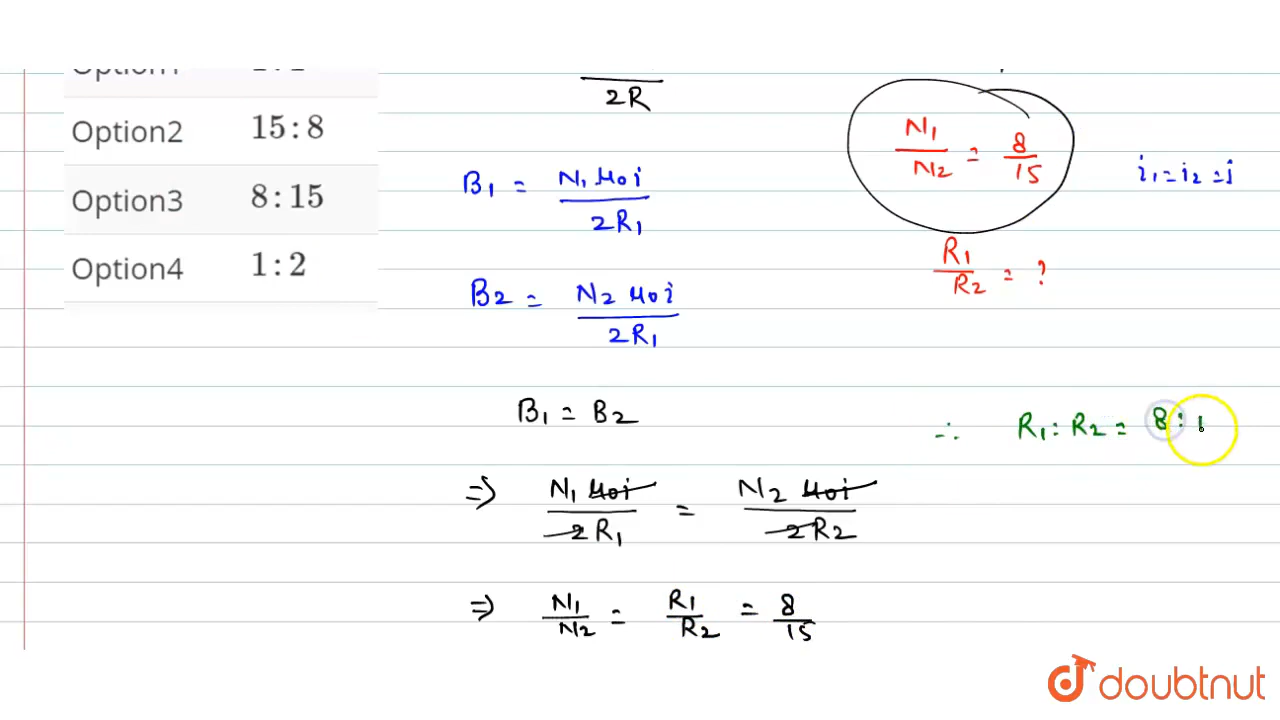 2R
Option2 15:8
Option3 8:15
Option4 1:2
B1 = N1 μ0 i / 2R1
B2 = N2 μ0 i / 2R1
N1 / N2 = 8 / 15
i1 = i2 = i
R1 / R2 = ?
B1 = B2
⇒ N1 μ0 i / 2R1 = N2 μ0 i / 2R2
⇒ N1 / N2 = R1 / R2 = 8 / 15
∴ R1 : R2 = 8 : 1
doubtnut